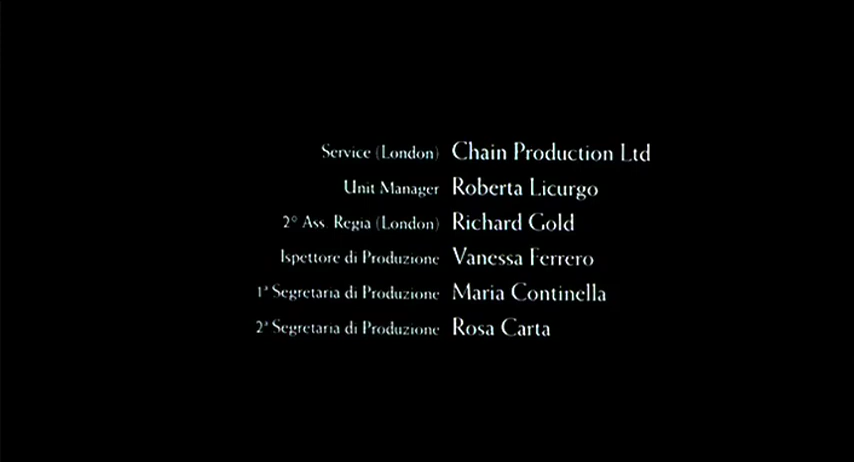 Service (London) Chain Production Ltd
Unit Manager Roberta Licurgo
2° Ass. Regia (London) Richard Gold
Ispettore di Produzione Vanessa Ferrero
1ª Segretaria di Produzione Maria Continella
2ª Segretaria di Produzione Rosa Carta